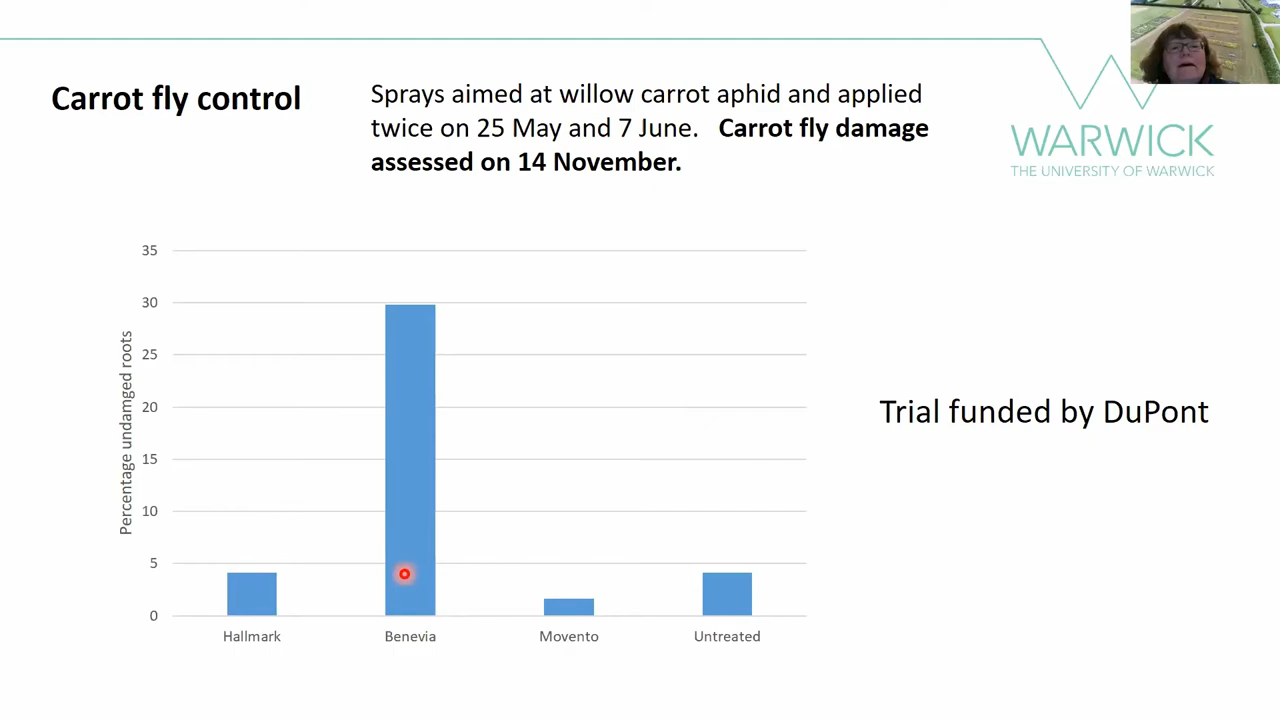 Carrot fly control
Sprays aimed at willow carrot aphid and applied
twice on 25 May and 7 June.   Carrot fly damage
assessed on 14 November.
WARWICK
THE UNIVERSITY OF WARWICK
35
30
25
20
15
10
5
0
Percentage undamged roots
Hallmark
Benevia
Movento
Untreated
Trial funded by DuPont